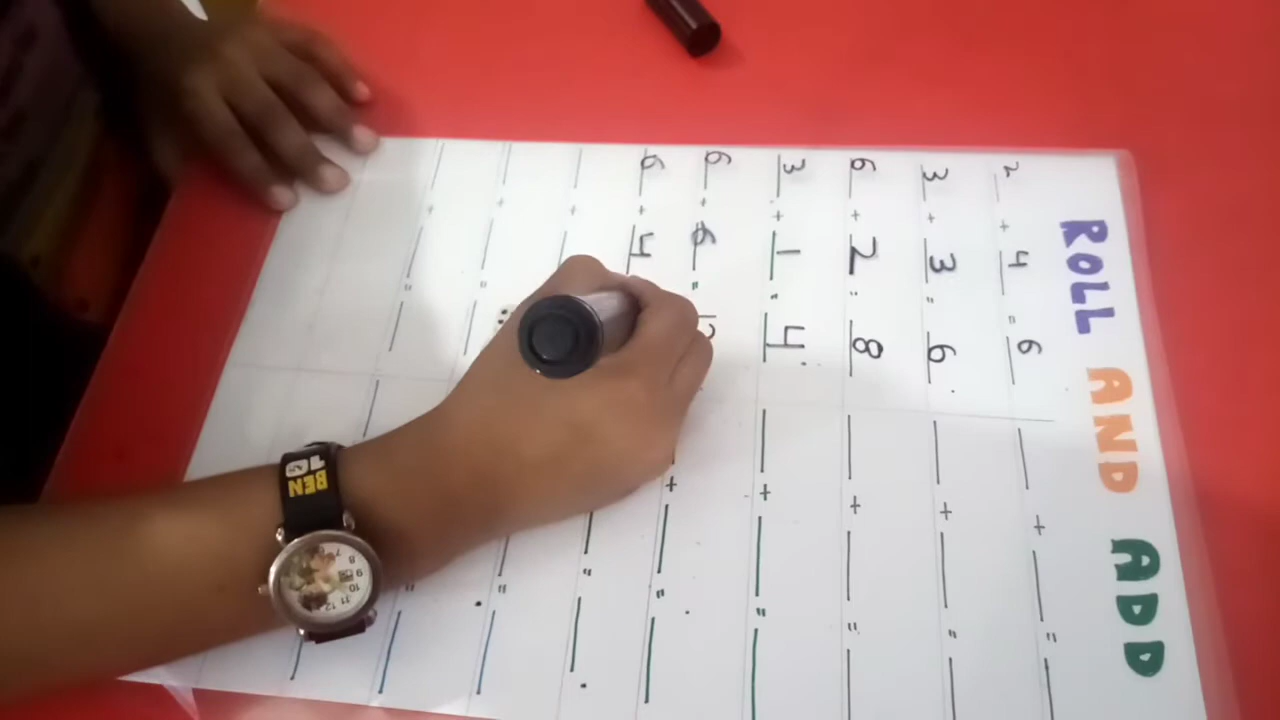 ROLL AND ADD
2 + 4 = 6
3 + 3 = 6
6 + 2 = 8
3 + 1 = 4
6 + 6 =
6 + 4
BEN
10